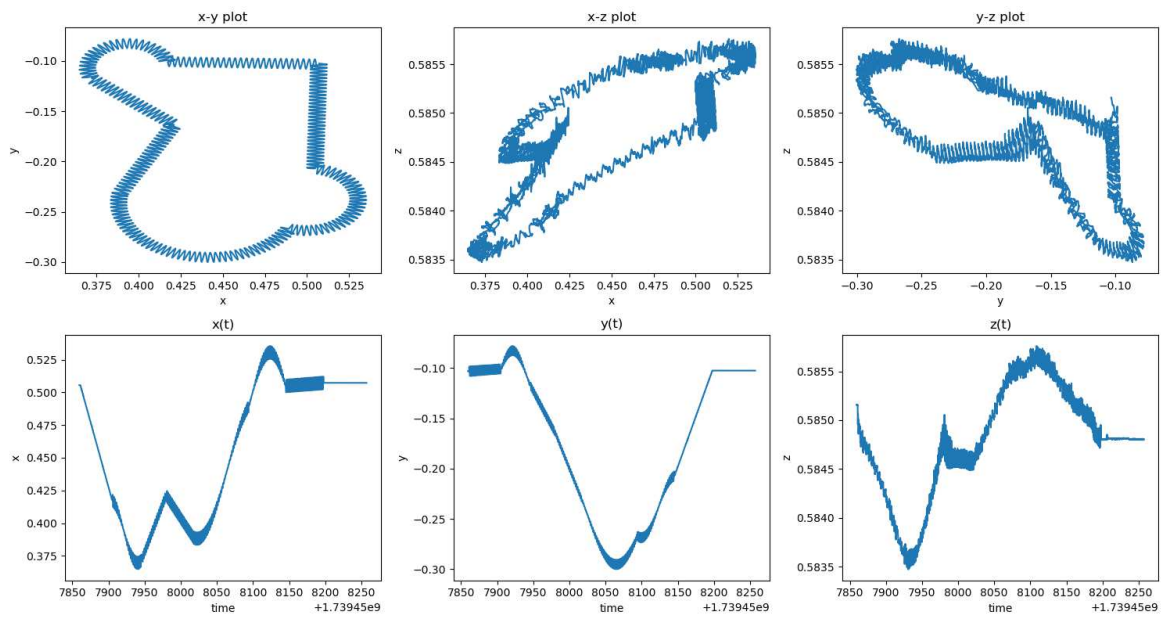 x-y plot
y
−0.10
−0.15
−0.20
−0.25
−0.30
0.375 0.400 0.425 0.450 0.475 0.500 0.525
x
x-z plot
z
0.5855
0.5850
0.5845
0.5840
0.5835
0.375 0.400 0.425 0.450 0.475 0.500 0.525
x
y-z plot
z
0.5855
0.5850
0.5845
0.5840
0.5835
−0.30 −0.25 −0.20 −0.15 −0.10
y
x(t)
x
0.525
0.500
0.475
0.450
0.425
0.400
0.375
7850 7900 7950 8000 8050 8100 8150 8200 8250
time
+1.73945e9
y(t)
y
−0.10
−0.15
−0.20
−0.25
−0.30
7850 7900 7950 8000 8050 8100 8150 8200 8250
time
+1.73945e9
z(t)
z
0.5855
0.5850
0.5845
0.5840
0.5835
7850 7900 7950 8000 8050 8100 8150 8200 8250
time
+1.73945e9